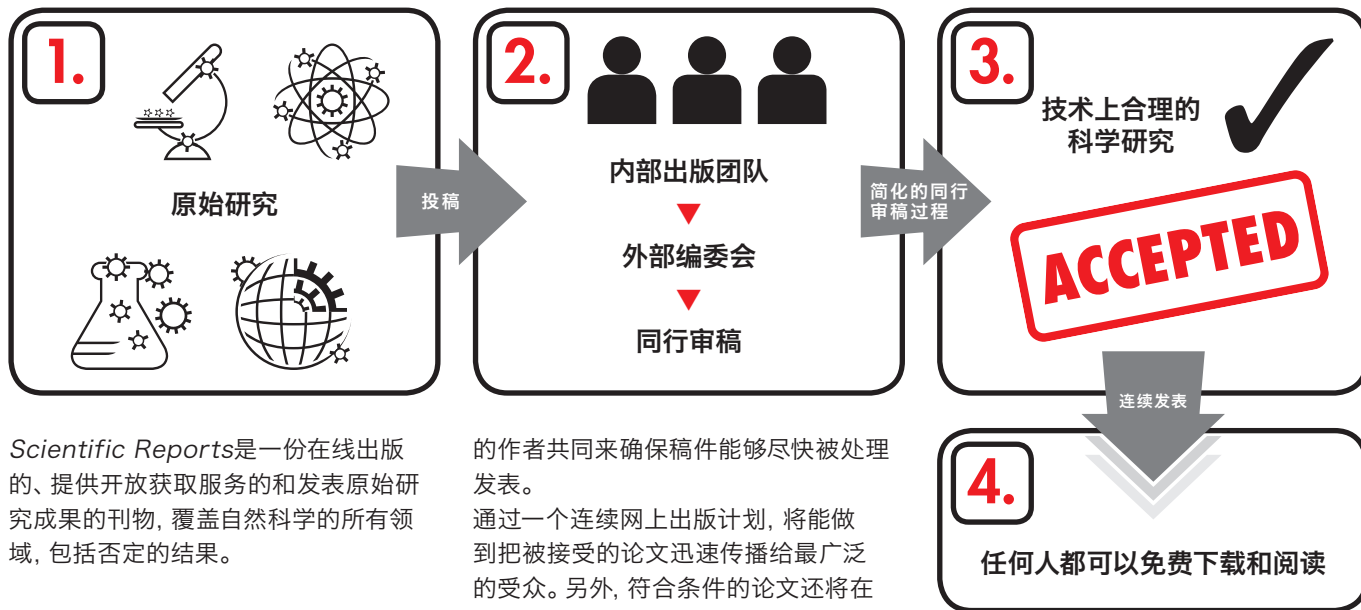 1.
原始研究
投稿
2.
内部出版团队
外部编委会
同行审稿
简化的同行
审稿过程
3.
技术上合理的
科学研究
ACCEPTED
连续发表
4.
任何人都可以免费下载和阅读
Scientific Reports是一份在线出版
的、提供开放获取服务的和发表原始研
究成果的刊物, 覆盖自然科学的所有领
域, 包括否定的结果。
的作者共同来确保稿件能够尽快被处理
发表。
通过一个连续网上出版计划, 将能做
到把被接受的论文迅速传播给最广泛
的受众。另外, 符合条件的论文还将在